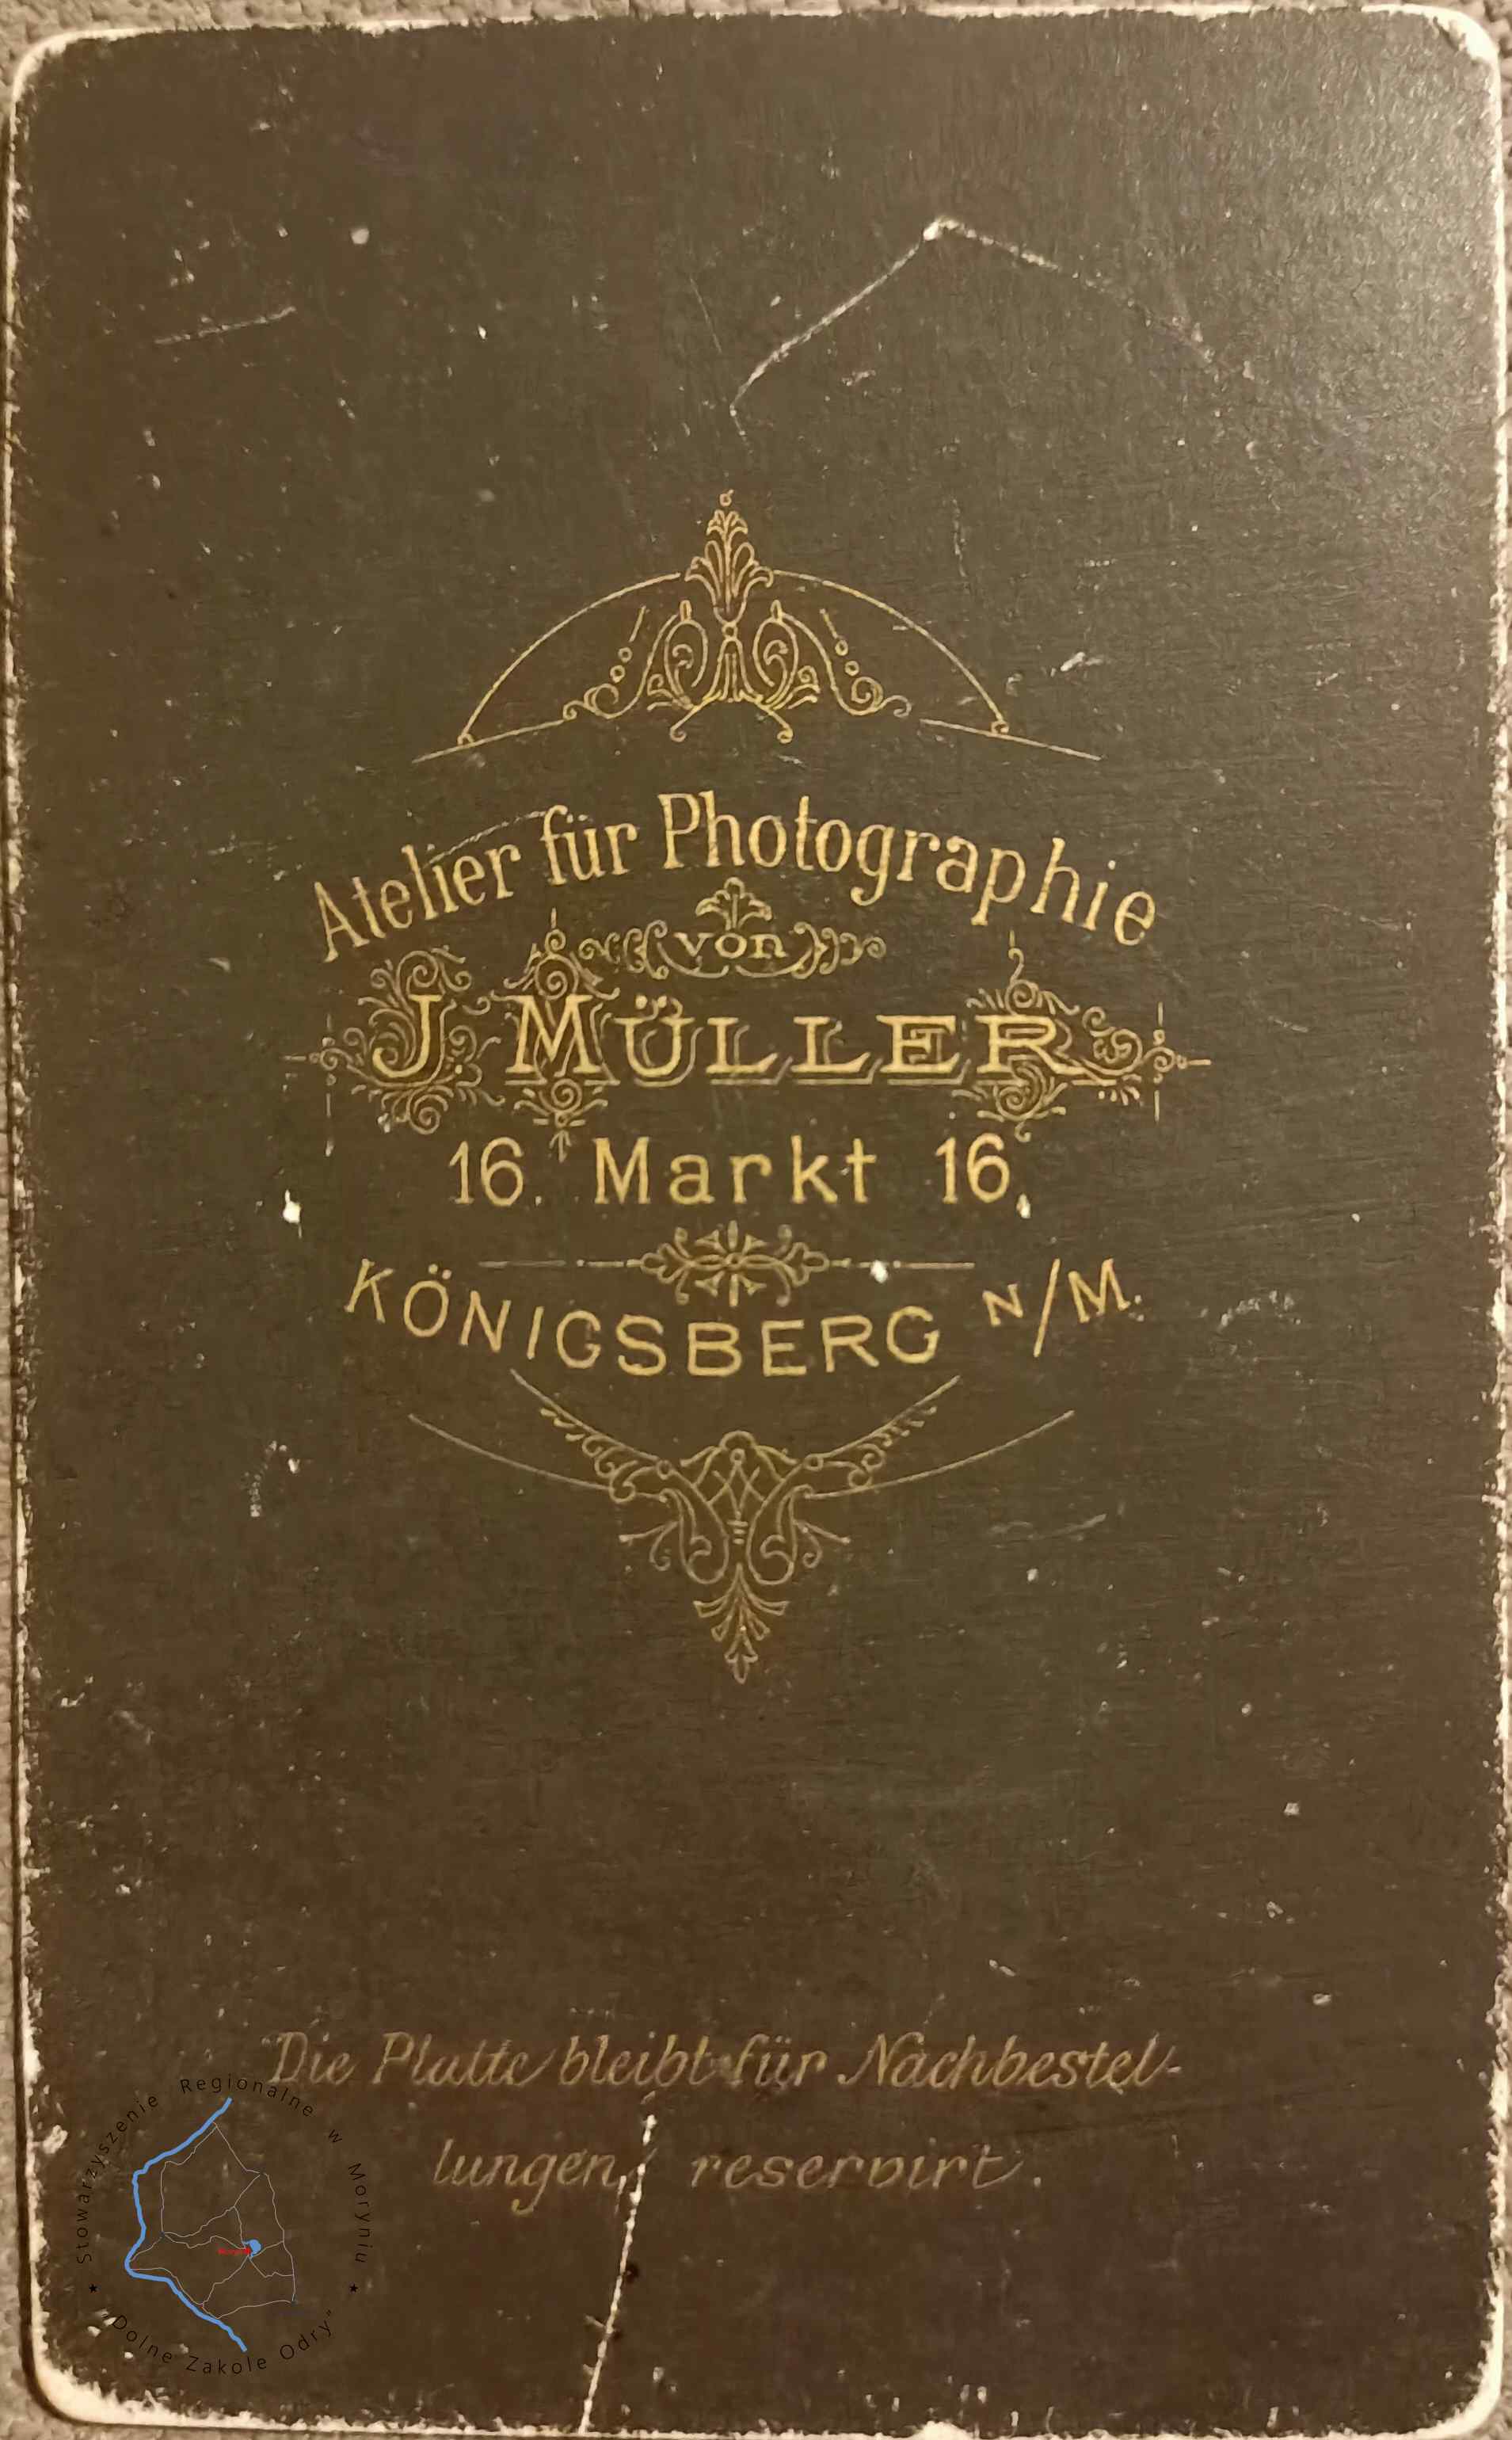 Atelier für Photographie
von
J. MÜLLER
16. Markt 16.
KÖNIGSBERG N/M.
Die Platte bleibt für Nachbestel-
lungen reservirt.
Stowarzyszenie Regionalne w Moryniu
"Dolne Zakole Odry"